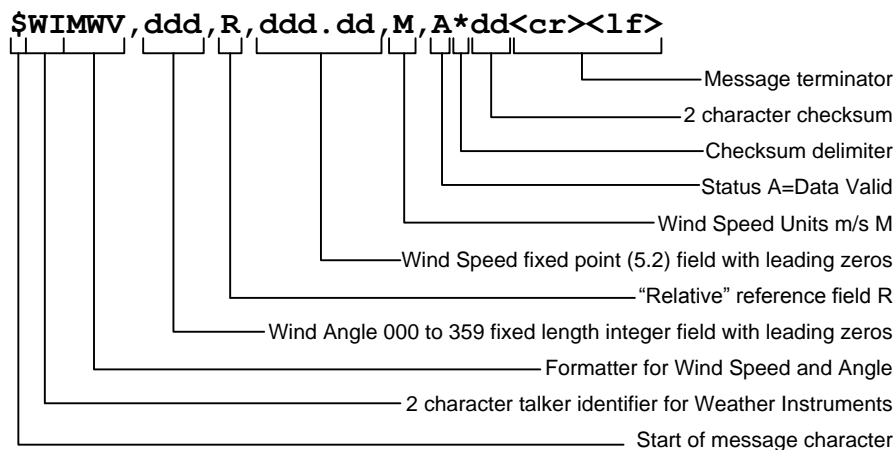 $WIMWV,ddd,R,ddd.dd,M,A*dd<cr><lf>
Message terminator
2 character checksum
Checksum delimiter
Status A=Data Valid
Wind Speed Units m/s M
Wind Speed fixed point (5.2) field with leading zeros
“Relative” reference field R
Wind Angle 000 to 359 fixed length integer field with leading zeros
Formatter for Wind Speed and Angle
2 character talker identifier for Weather Instruments
Start of message character